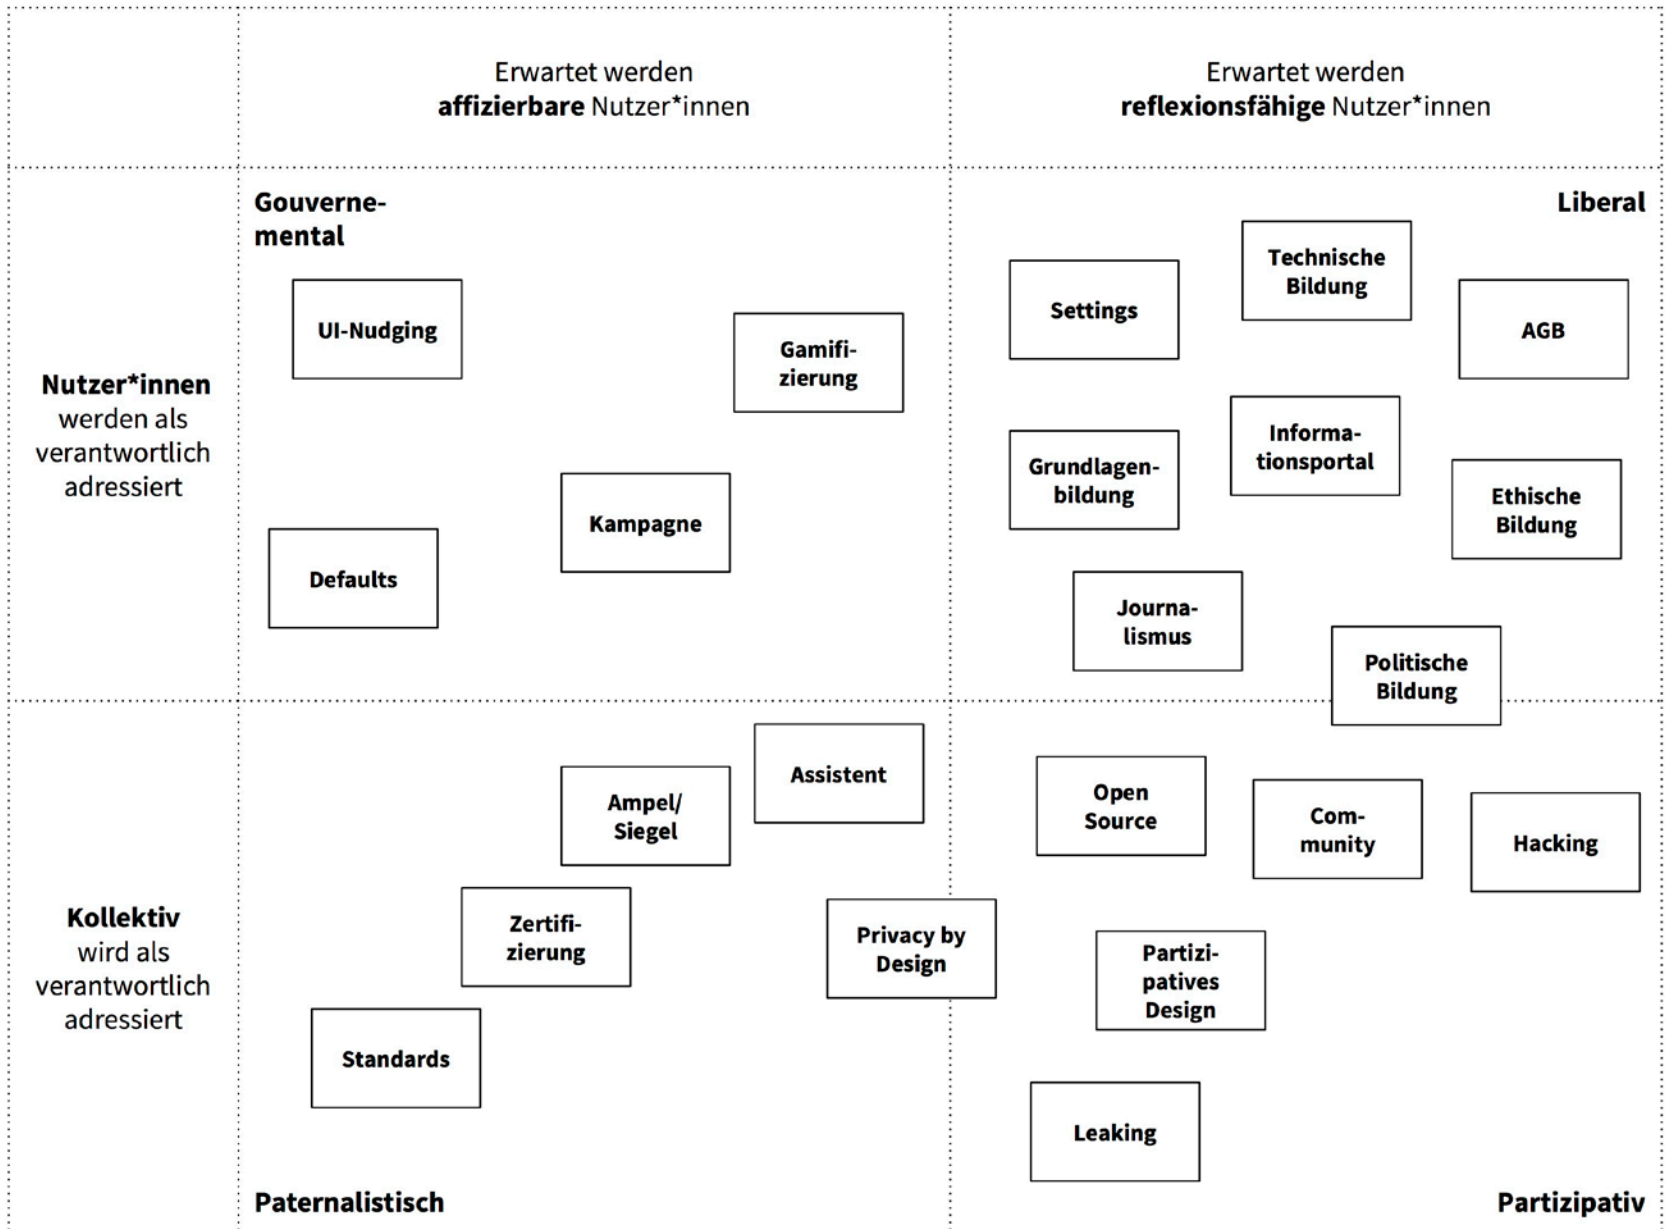 Erwartet werden
affizierbare Nutzer*innen
Erwartet werden
reflexionsfähige Nutzer*innen
Nutzer*innen
werden als
verantwortlich
adressiert
Gouverne-
mental
UI-Nudging
Gamifi-
zierung
Kampagne
Defaults
Liberal
Technische
Bildung
Settings
AGB
Informa-
tionsportal
Grundlagen-
bildung
Ethische
Bildung
Journa-
lismus
Politische
Bildung
Kollektiv
wird als
verantwortlich
adressiert
Assistent
Ampel/
Siegel
Zertifi-
zierung
Privacy by
Design
Standards
Paternalistisch
Open
Source
Com-
munity
Hacking
Partizi-
patives
Design
Leaking
Partizipativ